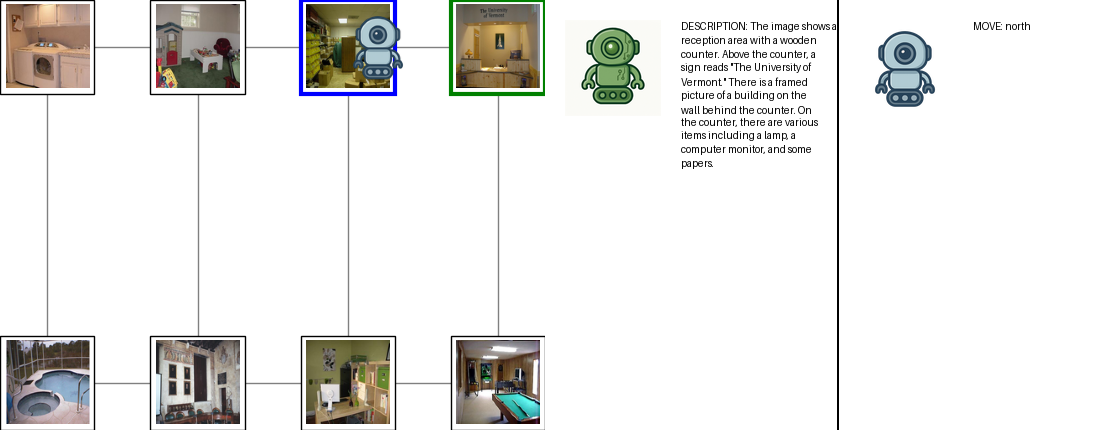 The University
of Vermont
DESCRIPTION: The image shows a
reception area with a wooden
counter. Above the counter, a
sign reads "The University of
Vermont." There is a framed
picture of a building on the
wall behind the counter. On
the counter, there are various
items including a lamp, a
computer monitor, and some
papers.
MOVE: north